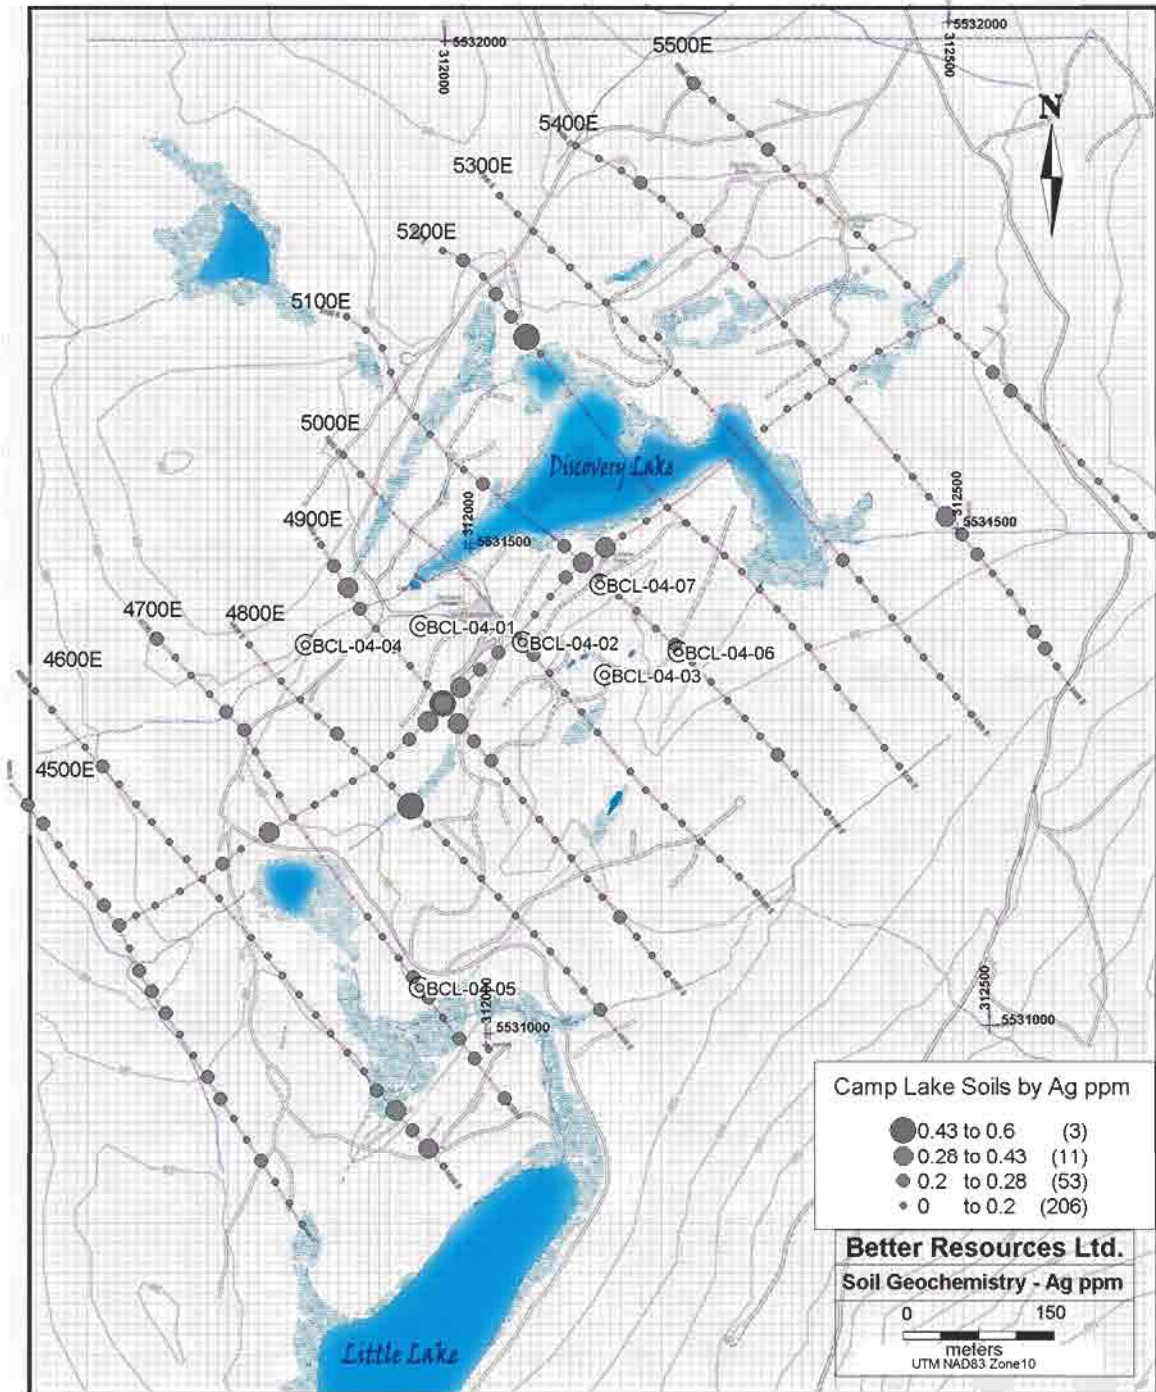 5532000
312000
5532000
312500
5500E
N
5400E
5300E
5200E
5100E
5000E
Discovery Lake
4900E
312000
5531500
312500
5531500
4700E
4800E
BCL-04-07
BCL-04-01
BCL-04-04
BCL-04-02
BCL-04-06
BCL-04-03
4600E
4500E
BCL-04-05
312000
5531000
312500
5531000
Camp Lake Soils by Ag ppm
0.43 to 0.6 (3)
0.28 to 0.43 (11)
0.2 to 0.28 (53)
0 to 0.2 (206)
Better Resources Ltd.
Soil Geochemistry - Ag ppm
0 150
meters
UTM NAD83 Zone10
Little Lake